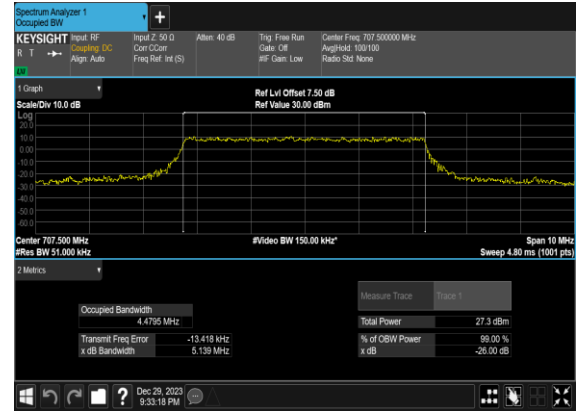 Spectrum Analyzer 1
Occupied BW
+
KEYSIGHT
R T
LU
Input: RF
Coupling: DC
Align: Auto
Input Z: 50 Ω
Corr CCorr
Freq Ref: Int (S)
Atten: 40 dB
Trig: Free Run
Gate: Off
#IF Gain: Low
Center Freq: 707.500000 MHz
Avg|Hold: 100/100
Radio Std: None
1 Graph
Scale/Div 10.0 dB
Ref Lvl Offset 7.50 dB
Ref Value 30.00 dBm
Log
20.0
10.0
0.00
-10.0
-20.0
-30.0
-40.0
-50.0
-60.0
Center 707.500 MHz
#Res BW 51.000 kHz
#Video BW 150.00 kHz*
Span 10 MHz
Sweep 4.80 ms (1001 pts)
2 Metrics
Occupied Bandwidth
4.4795 MHz
Transmit Freq Error -13.418 kHz
x dB Bandwidth 5.139 MHz
Measure Trace Trace 1
Total Power 27.3 dBm
% of OBW Power 99.00 %
x dB -26.00 dB
?
Dec 29, 2023
9:33:18 PM